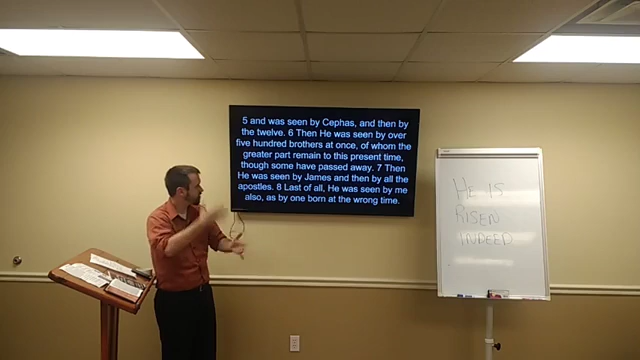 5 and was seen by Cephas, and then by
the twelve. 6 Then He was seen by over
five hundred brothers at once, of whom the
greater part remain to this present time,
though some have passed away. 7 Then
He was seen by James and then by all the
apostles. 8 Last of all, He was seen by me
also, as by one born at the wrong time.
HE IS
RISEN
INDEED